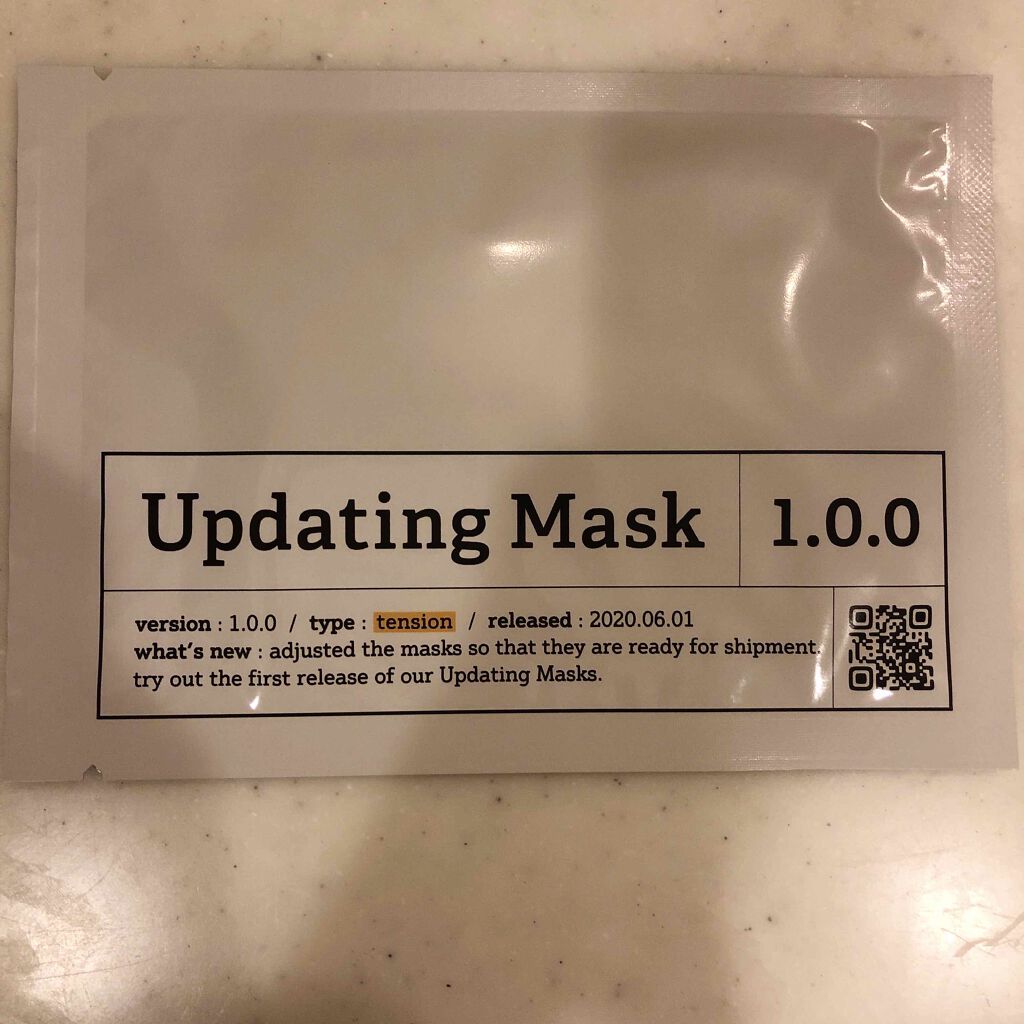 Updating Mask
1.0.0
version : 1.0.0 / type : tension / released : 2020.06.01
what's new : adjusted the masks so that they are ready for shipment.
try out the first release of our Updating Masks.